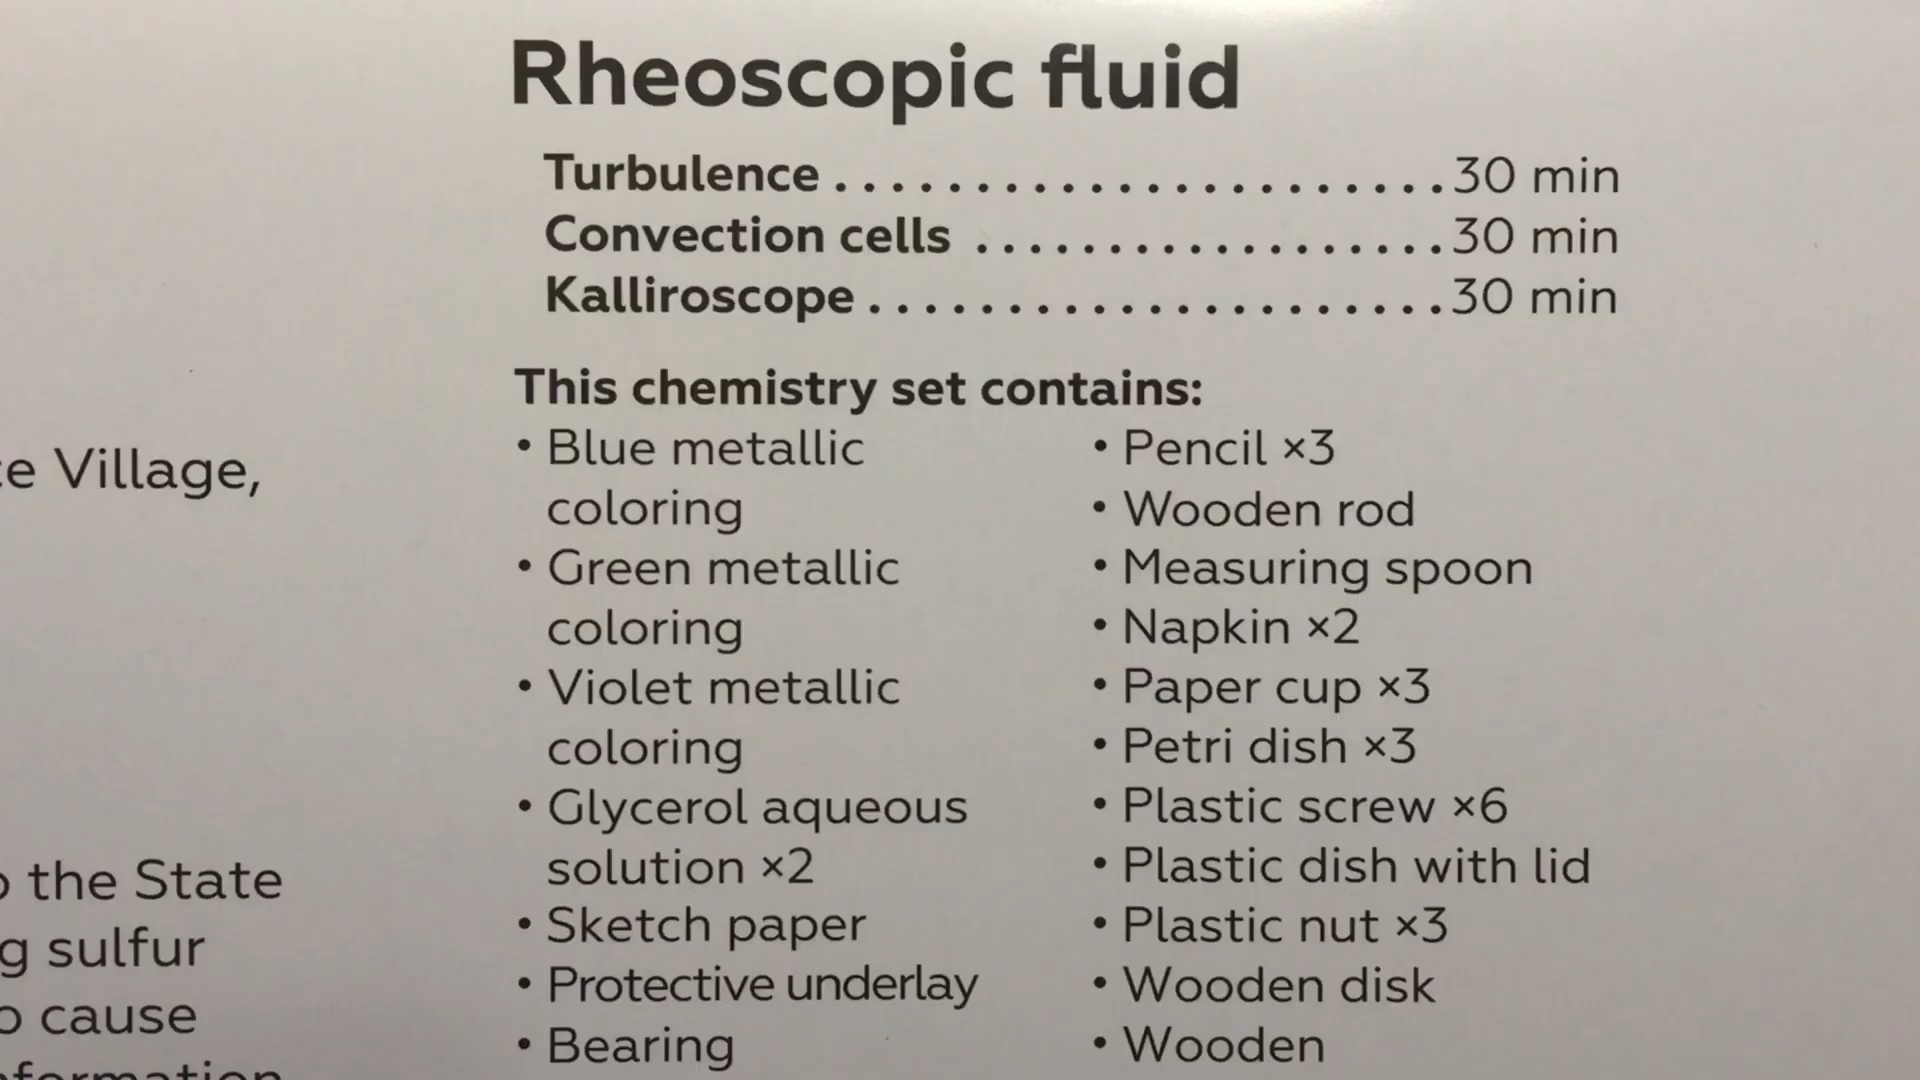 Rheoscopic fluid
Turbulence ...................... 30 min
Convection cells ................. 30 min
Kalliroscope ..................... 30 min
This chemistry set contains:
• Blue metallic
coloring
• Green metallic
coloring
• Violet metallic
coloring
• Glycerol aqueous
solution ×2
• Sketch paper
• Protective underlay
• Bearing
• Pencil ×3
• Wooden rod
• Measuring spoon
• Napkin ×2
• Paper cup ×3
• Petri dish ×3
• Plastic screw ×6
• Plastic dish with lid
• Plastic nut ×3
• Wooden disk
• Wooden
Village,
the State
sulfur
cause